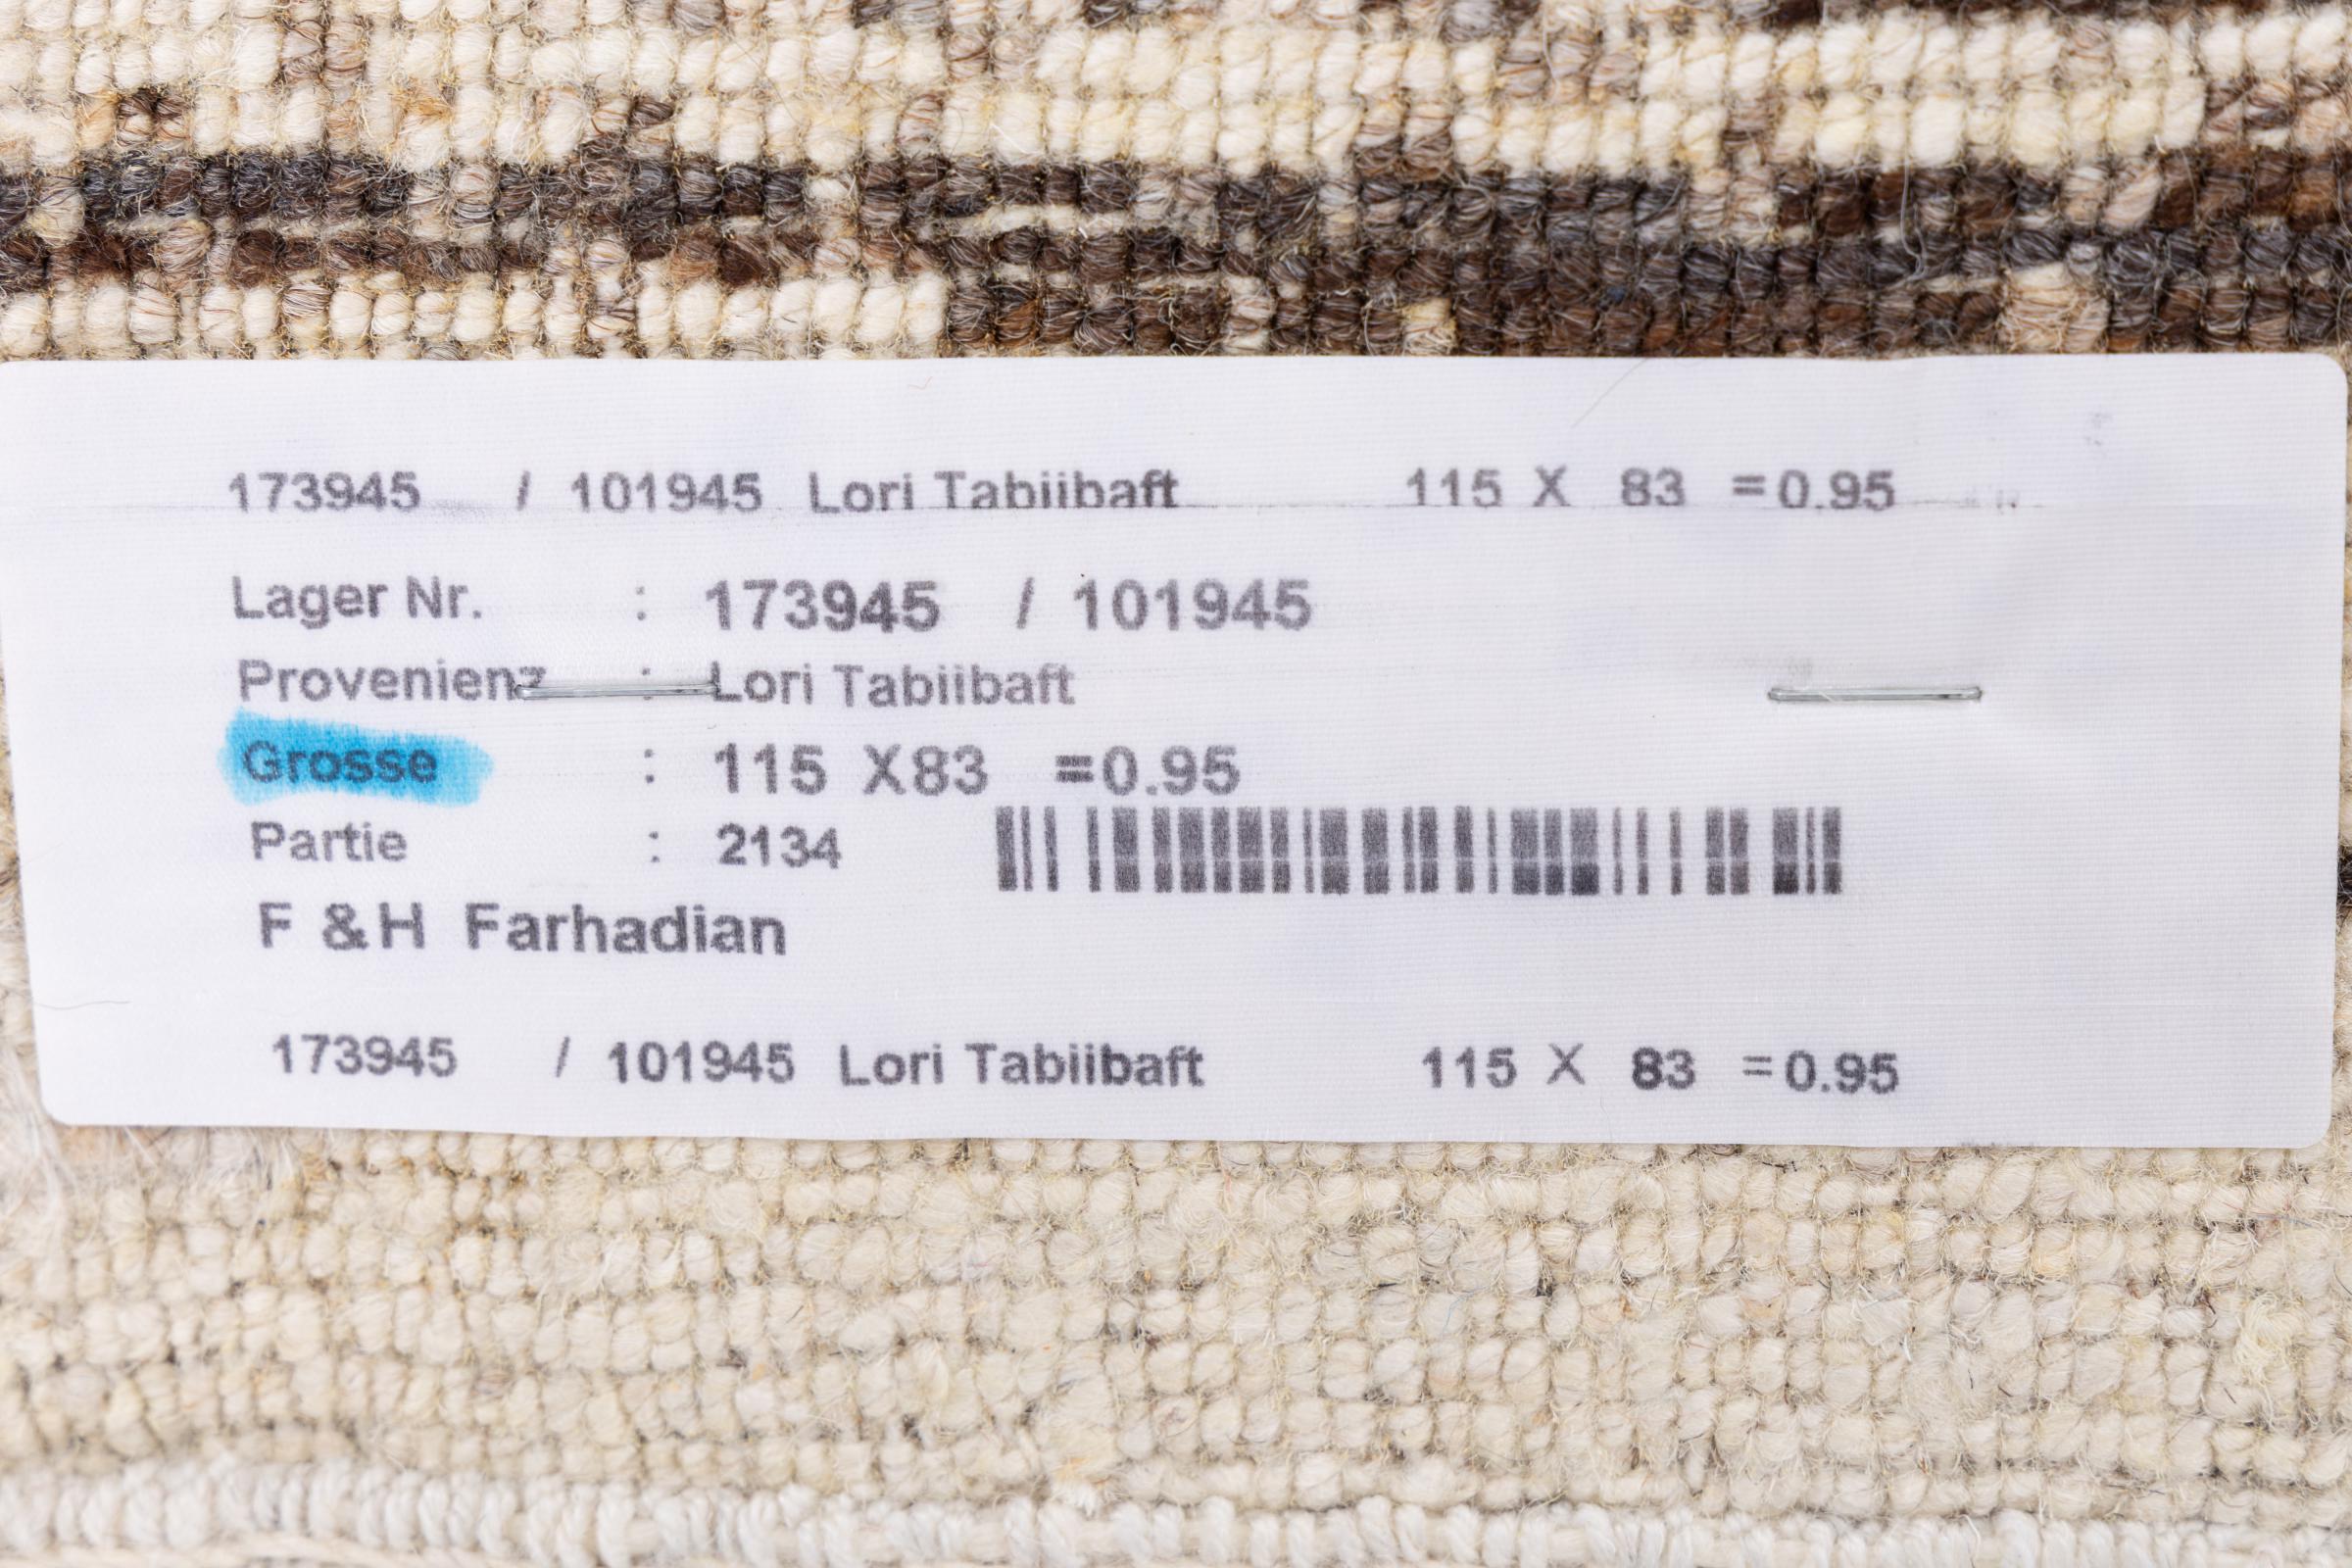 173945 / 101945 Lori Tabiibaft 115 X 83 =0.95
Lager Nr. : 173945 / 101945
Provenienz : Lori Tabiibaft
Grosse : 115 X83 =0.95
Partie : 2134
F &H Farhadian
173945 / 101945 Lori Tabiibaft 115 X 83 =0.95